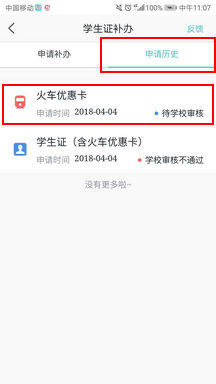 中国移动 100% 中午11:07
学生证补办 反馈
申请补办 申请历史
火车优惠卡
申请时间 2018-04-04 待学校审核
学生证（含火车优惠卡）
申请时间 2018-04-04 学校审核不通过
没有更多啦~